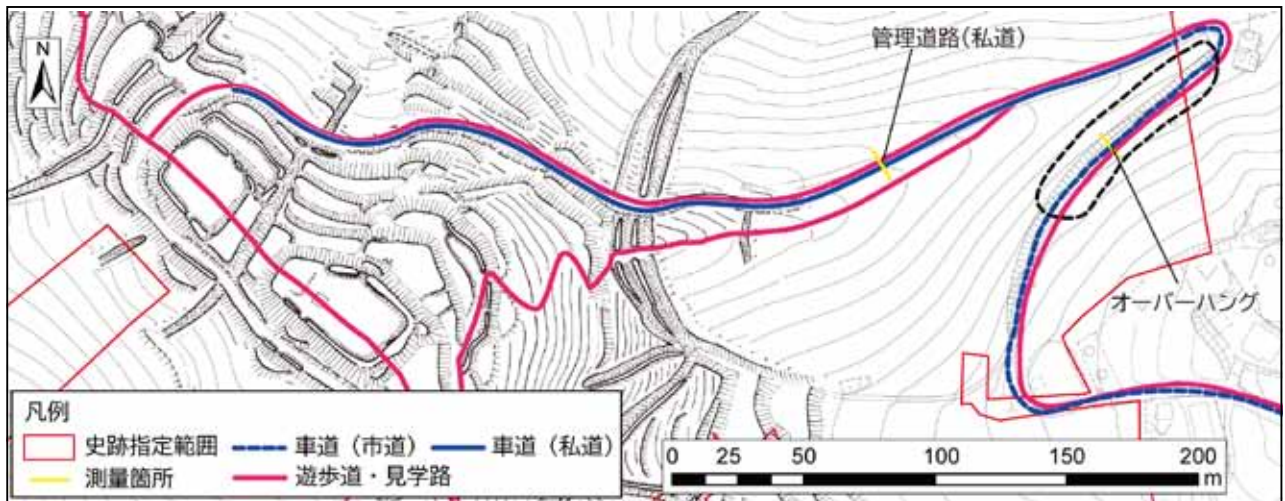 管理道路(私道)
N
オーバーハング
凡例
史跡指定範囲 車道（市道） 車道（私道）
測量箇所 遊歩道・見学路
0 25 50 100 150 200
m